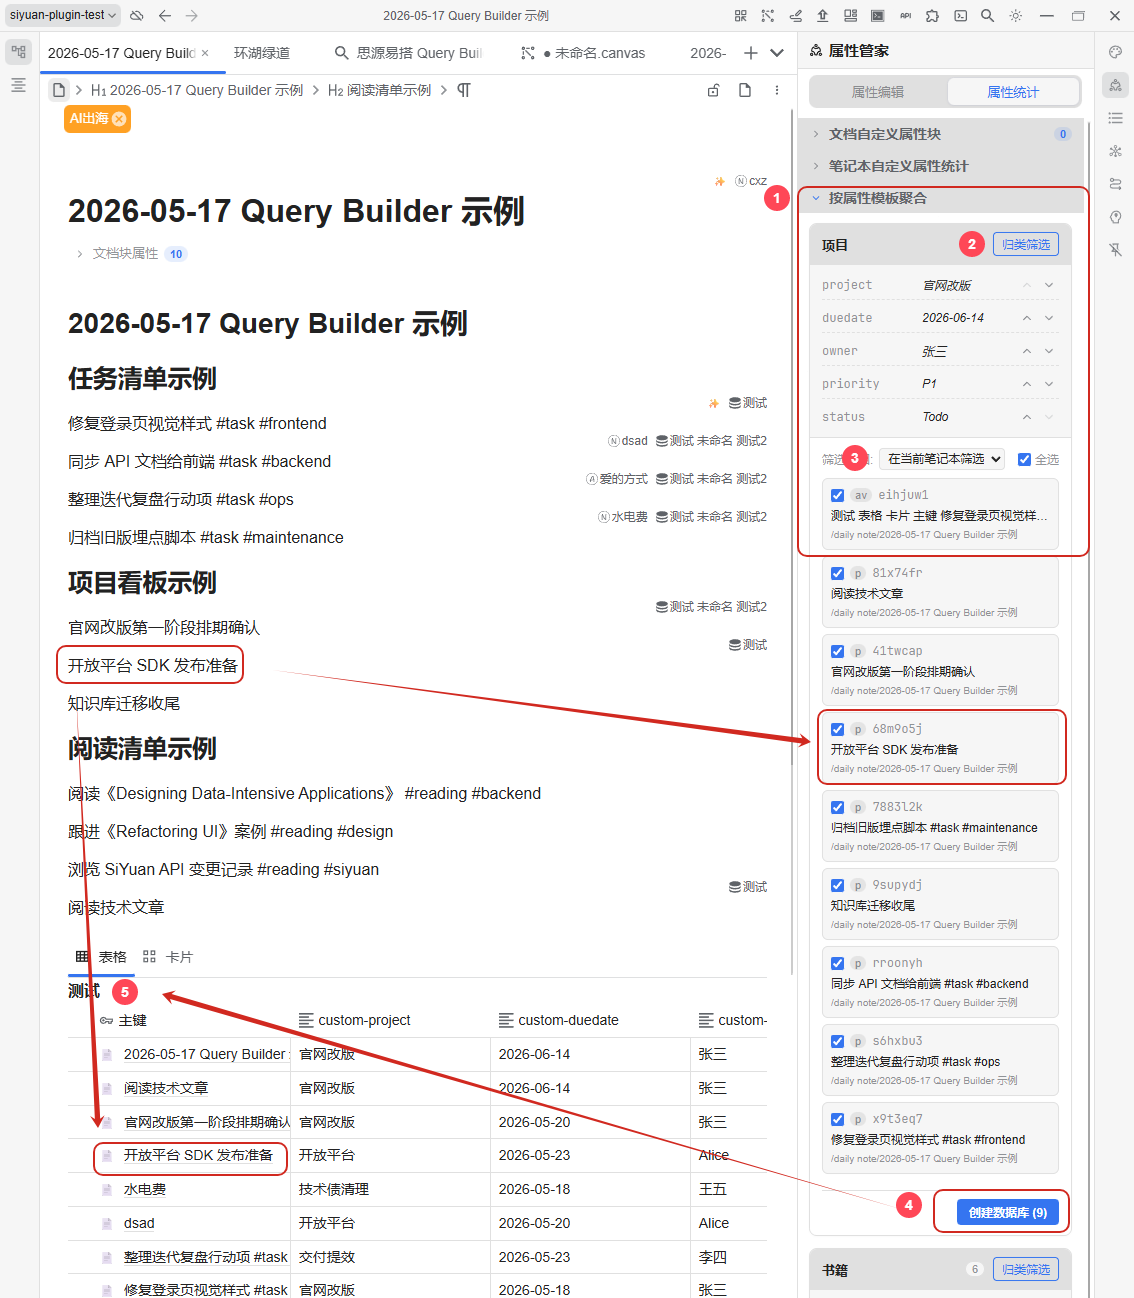 siyuan-plugin-test
2026-05-17 Query Builder 示例
API
2026-05-17 Query Build
环湖绿道
思源易搭 Query Buil
未命名.canvas
2026-
H1 2026-05-17 Query Builder 示例
H2 阅读清单示例
AI出海
N cxz
2026-05-17 Query Builder 示例
文档块属性 10
2026-05-17 Query Builder 示例
任务清单示例
测试
修复登录页视觉样式 #task #frontend
N dsad 测试 未命名 测试2
同步 API 文档给前端 #task #backend
A 爱的方式 测试 未命名 测试2
整理迭代复盘行动项 #task #ops
N 水电费 测试 未命名 测试2
归档旧版埋点脚本 #task #maintenance
项目看板示例
测试 未命名 测试2
官网改版第一阶段排期确认
测试
开放平台 SDK 发布准备
知识库迁移收尾
阅读清单示例
阅读《Designing Data-Intensive Applications》 #reading #backend
跟进《Refactoring UI》案例 #reading #design
浏览 SiYuan API 变更记录 #reading #siyuan
测试
阅读技术文章
表格 卡片
测试 5
主键 custom-project custom-duedate custom-
2026-05-17 Query Builder 官网改版 2026-06-14 张三
阅读技术文章 官网改版 2026-06-14 张三
官网改版第一阶段排期确认 官网改版 2026-05-20 张三
开放平台 SDK 发布准备 开放平台 2026-05-23 Alice
水电费 技术债清理 2026-05-18 王五
dsad 开放平台 2026-05-20 Alice
整理迭代复盘行动项 #task 交付提效 2026-05-23 李四
修复登录页视觉样式 #task 官网改版 2026-05-18 张三
属性管家
属性编辑 属性统计
文档自定义属性块 0
笔记本自定义属性统计
1 按属性模板聚合
项目 2 归类筛选
project 官网改版
duedate 2026-06-14
owner 张三
priority P1
status Todo
筛 3 : 在当前笔记本筛选 全选
av eihjuw1
测试 表格 卡片 主键 修复登录页视觉样...
/daily note/2026-05-17 Query Builder 示例
p 81x74fr
阅读技术文章
/daily note/2026-05-17 Query Builder 示例
p 41twcap
官网改版第一阶段排期确认
/daily note/2026-05-17 Query Builder 示例
p 68m9o5j
开放平台 SDK 发布准备
/daily note/2026-05-17 Query Builder 示例
p 7883l2k
归档旧版埋点脚本 #task #maintenance
/daily note/2026-05-17 Query Builder 示例
p 9supydj
知识库迁移收尾
/daily note/2026-05-17 Query Builder 示例
p rroonyh
同步 API 文档给前端 #task #backend
/daily note/2026-05-17 Query Builder 示例
p s6hxbu3
整理迭代复盘行动项 #task #ops
/daily note/2026-05-17 Query Builder 示例
p x9t3eq7
修复登录页视觉样式 #task #frontend
/daily note/2026-05-17 Query Builder 示例
4 创建数据库 (9)
书籍 6 归类筛选